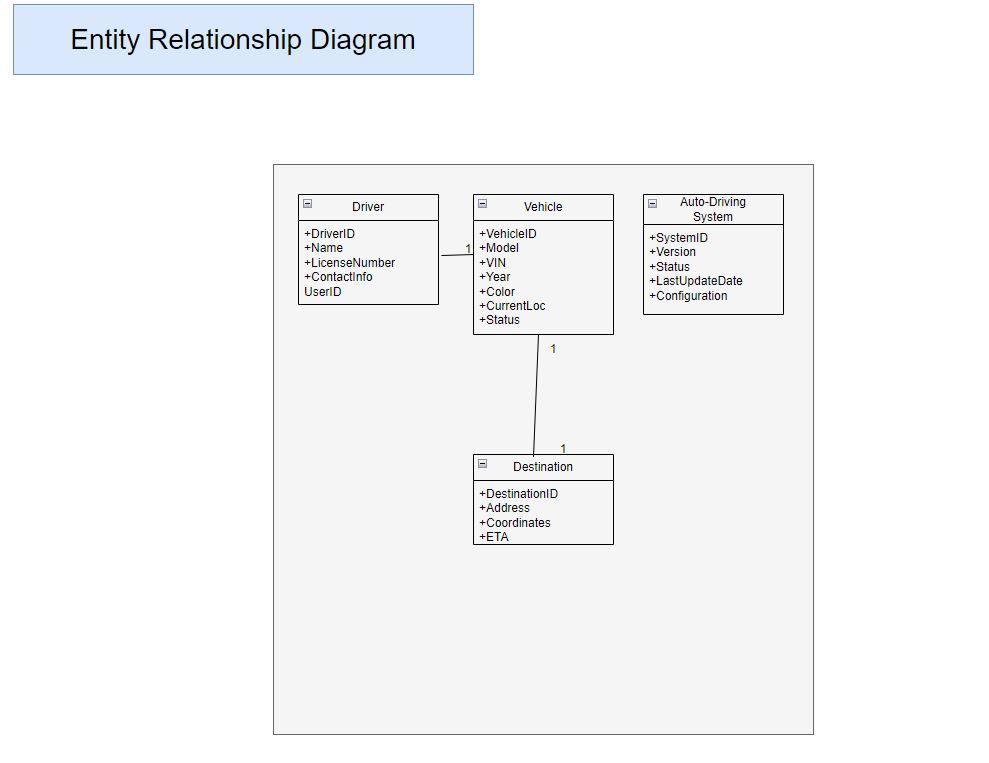 Entity Relationship Diagram
Driver
+DriverID
+Name
+LicenseNumber
+ContactInfo
UserID
1
Vehicle
+VehicleID
+Model
+VIN
+Year
+Color
+CurrentLoc
+Status
Auto-Driving
System
+SystemID
+Version
+Status
+LastUpdateDate
+Configuration
1
1
Destination
+DestinationID
+Address
+Coordinates
+ETA